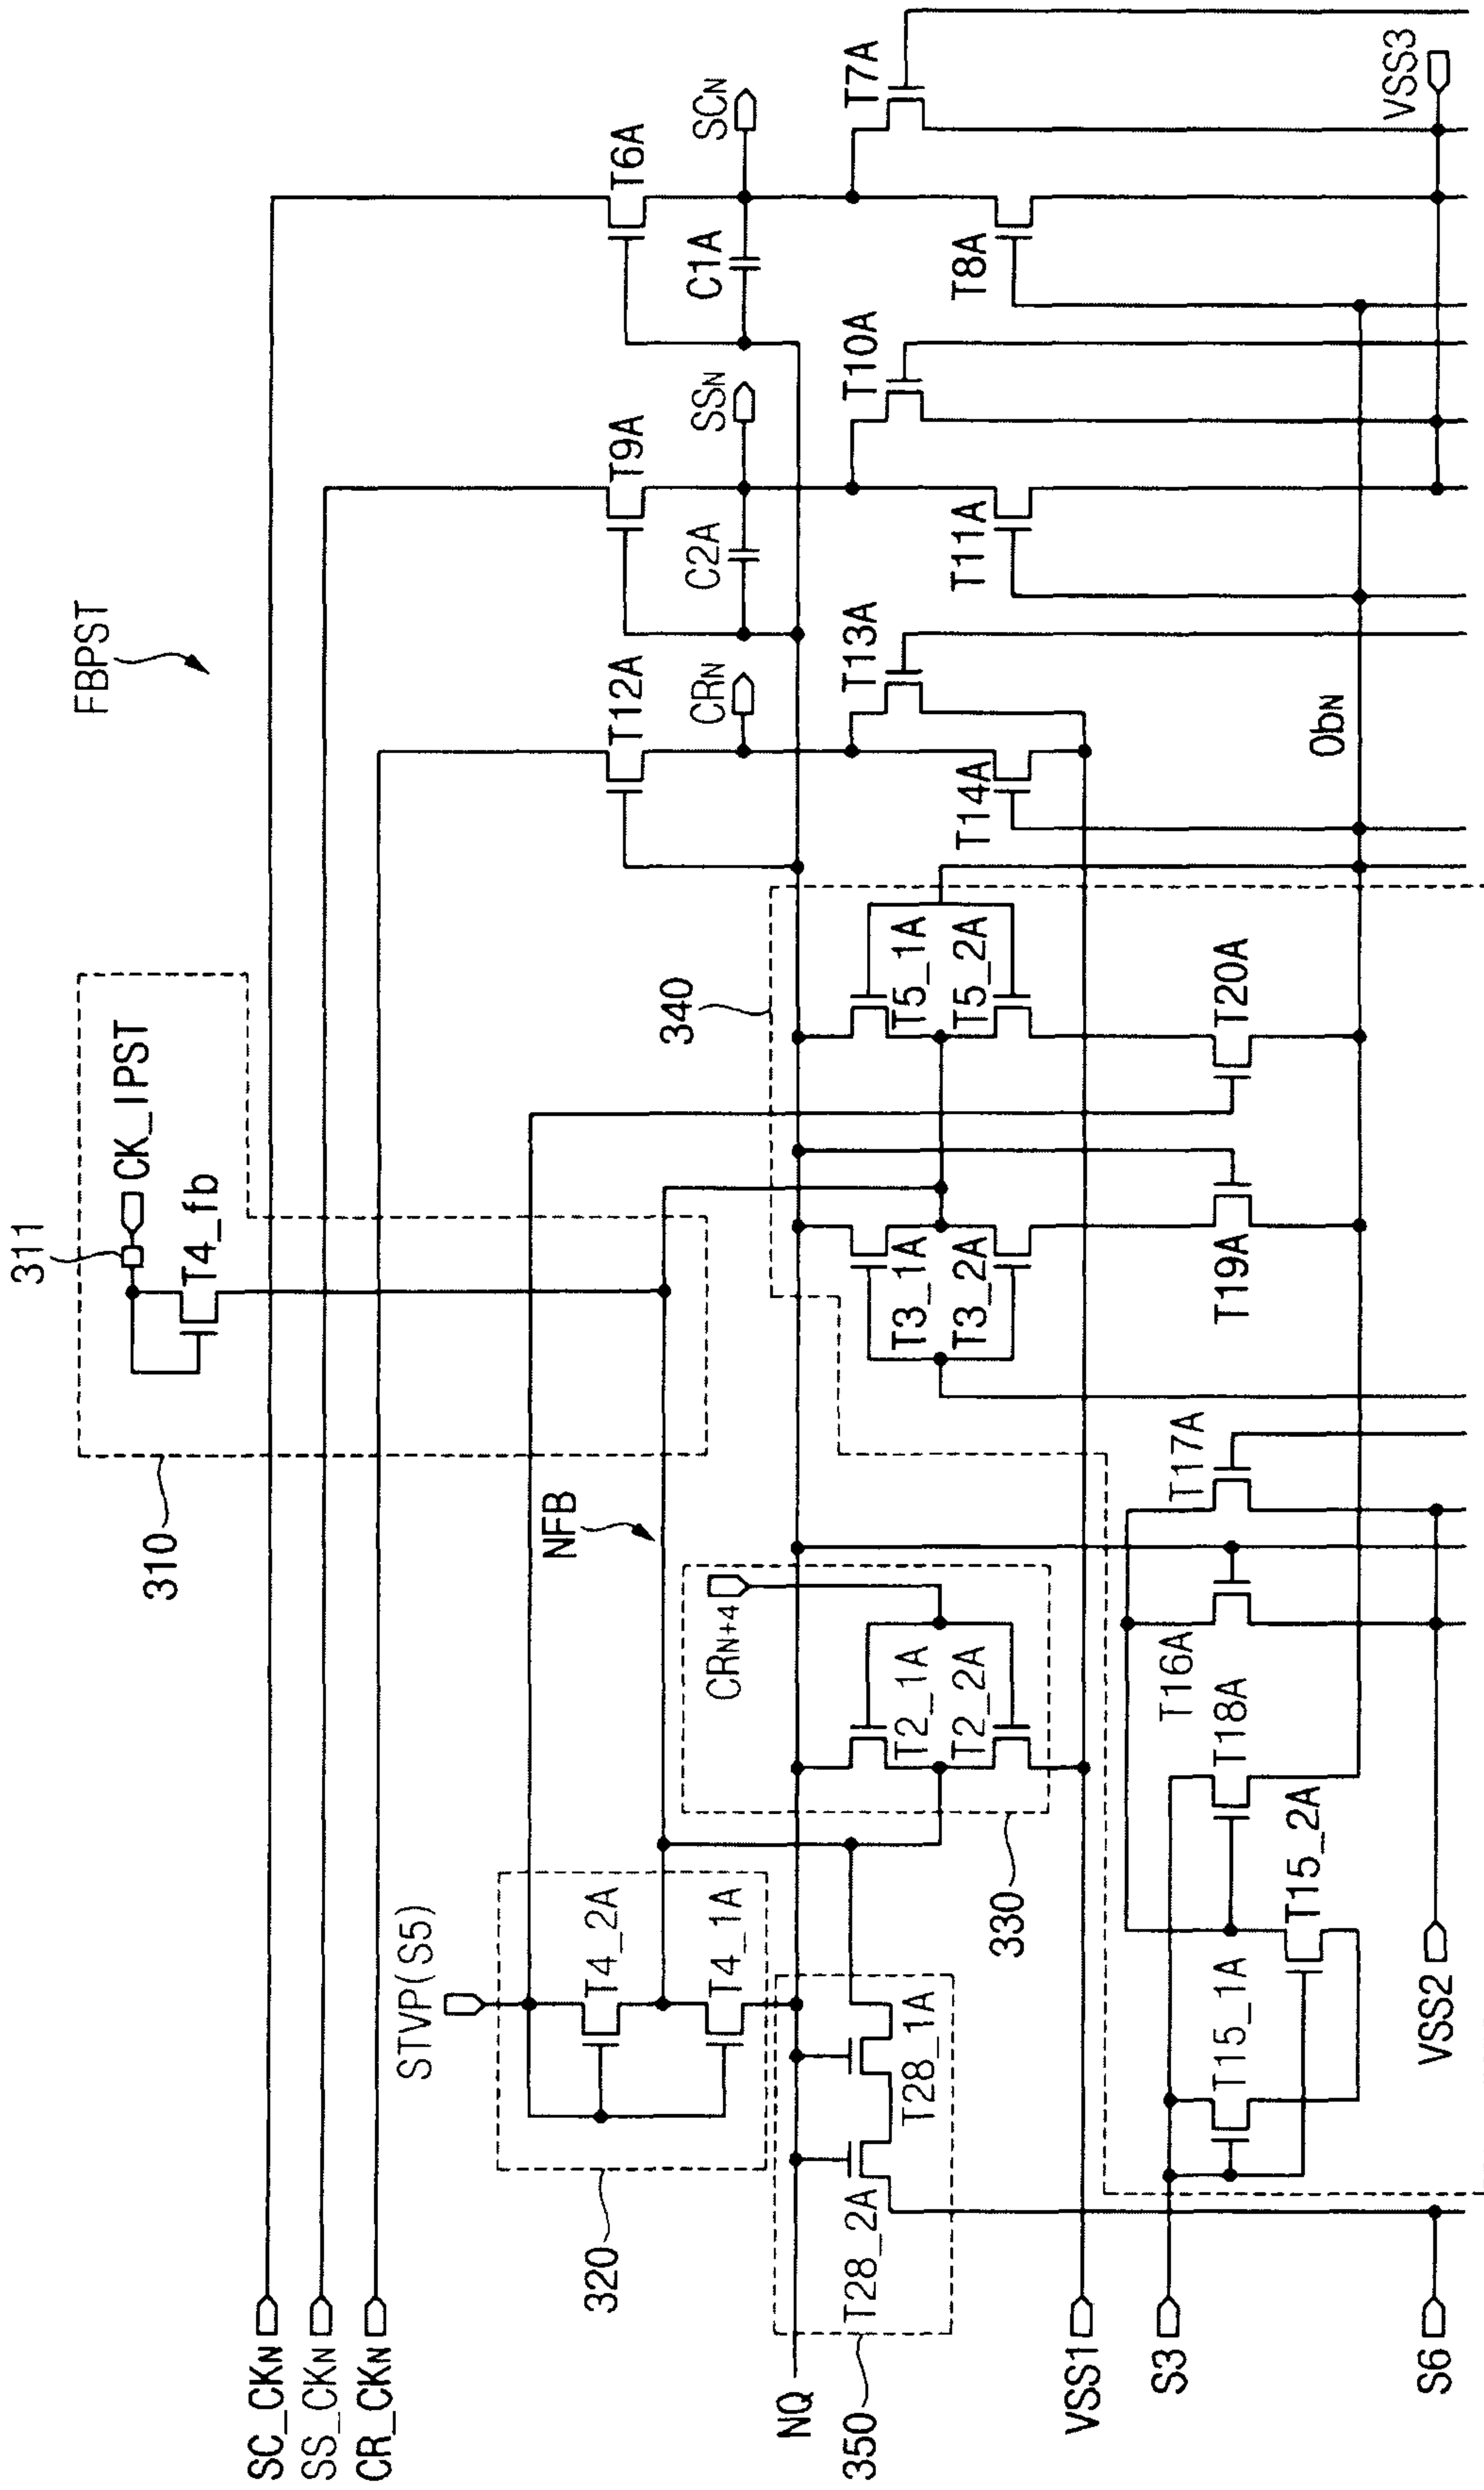 FBPST
311
CK_IPST
T4_fb
310
SC_CKN
SS_CKN
CR_CKN
T12A
T9A
T6A
CRN
SSN
SCN
C2A
C1A
STVP(S5)
NFB
T4_2A
T4_1A
320
CRN+4
340
NQ
T28_2A
T28_1A
350
T2_1A
T2_2A
330
T3_1A
T3_2A
T5_1A
T5_2A
T13A
T10A
T7A
T14A
T11A
T8A
VSS1
T16A
T17A
T19A
T20A
S3
T15_1A
T15_2A
T18A
QbN
S6
VSS2
VSS3